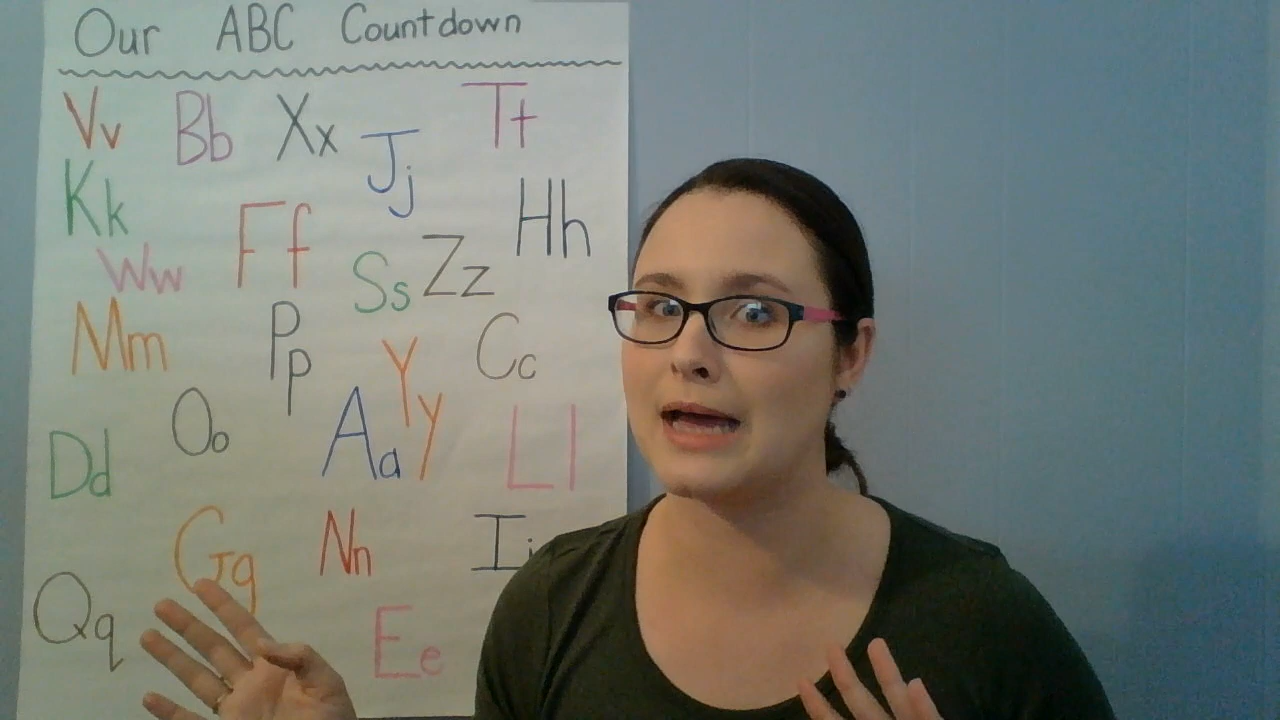 Our ABC Countdown
Vv Bb Xx Jj Tt
Kk Ff Hh
Ww Ss Zz
Mm Pp Yy Cc
Dd Oo Aa Ll
Gg Nn Ii
Qq Ee